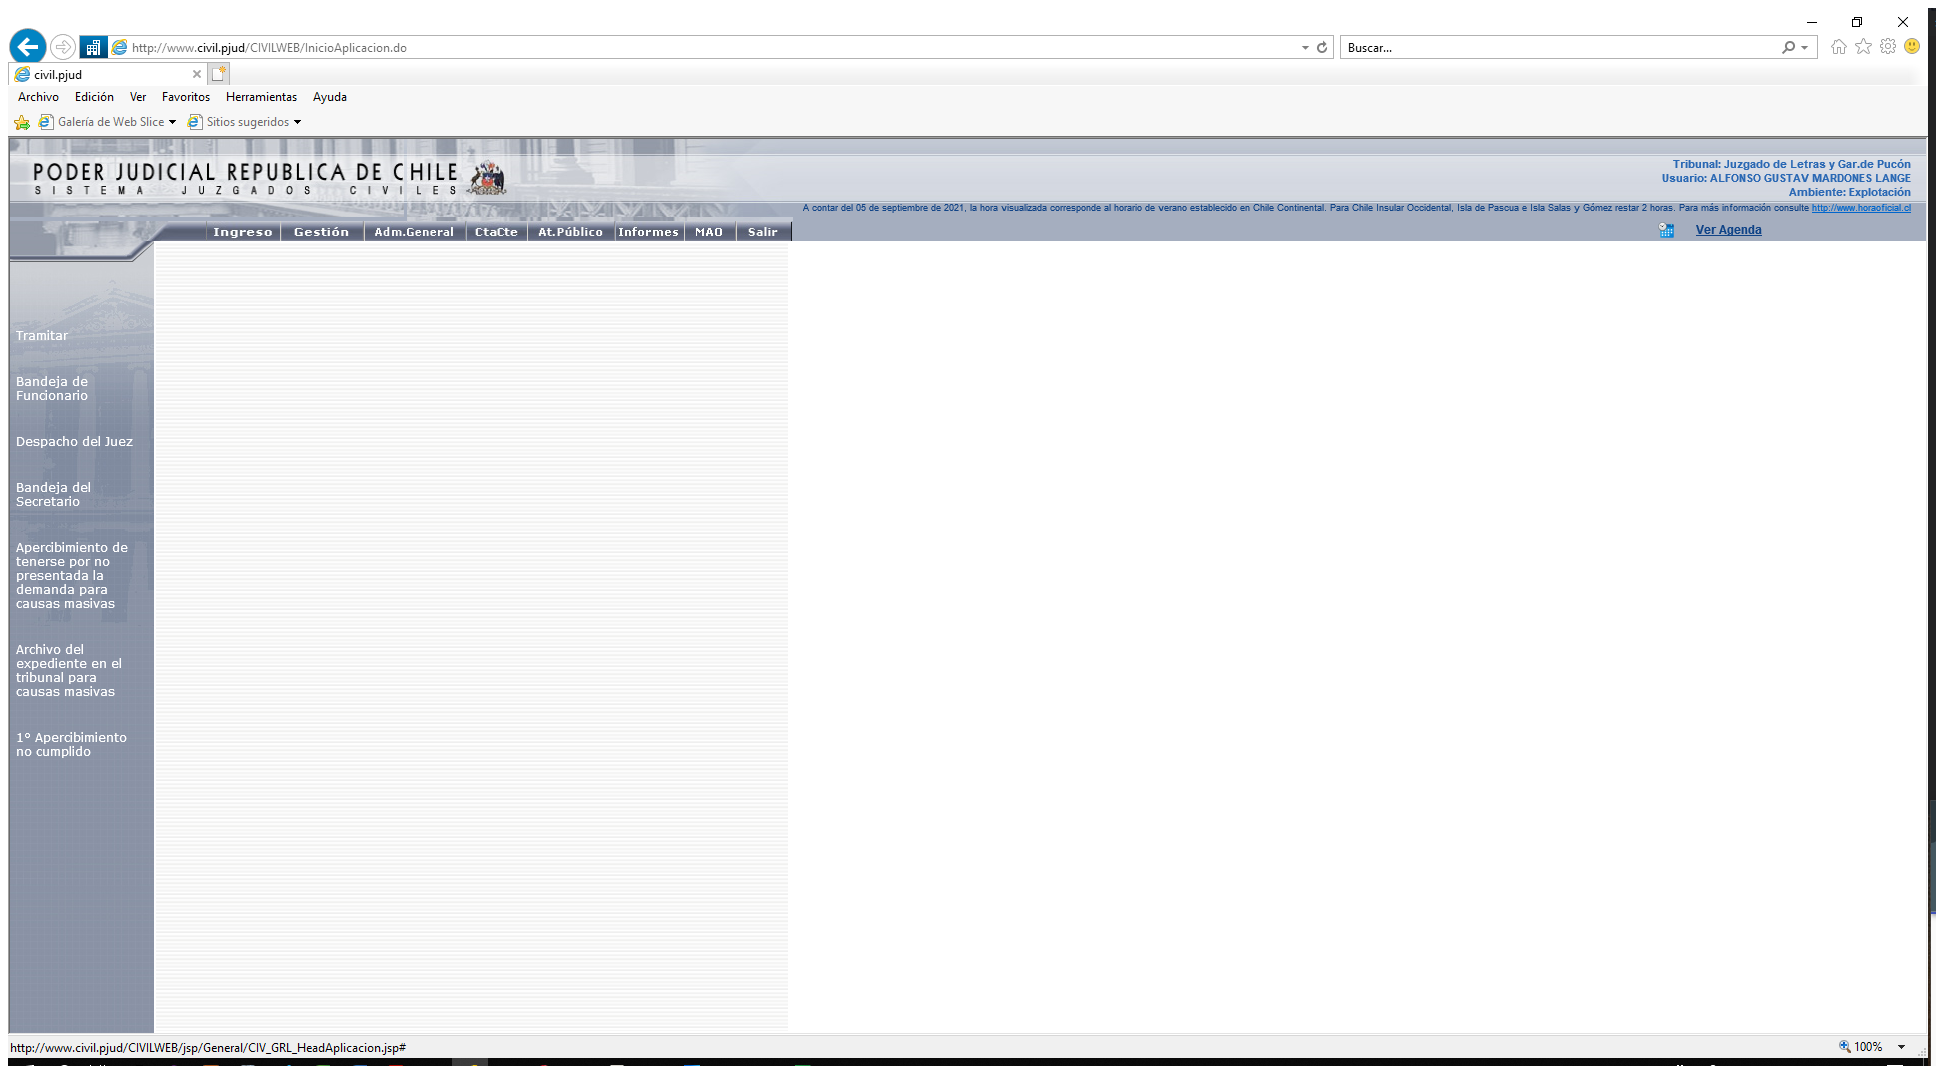 http://www.civil.pjud/CIVILWEB/InicioAplicacion.do
Buscar...
civil.pjud
Archivo Edición Ver Favoritos Herramientas Ayuda
Galería de Web Slice Sitios sugeridos
PODER JUDICIAL REPUBLICA DE CHILE
SISTEMA JUZGADOS CIVILES
Tribunal: Juzgado de Letras y Gar.de Pucón
Usuario: ALFONSO GUSTAV MARDONES LANGE
Ambiente: Explotación
A contar del 05 de septiembre de 2021, la hora visualizada corresponde al horario de verano establecido en Chile Continental. Para Chile Insular Occidental, Isla de Pascua e Isla Salas y Gómez restar 2 horas. Para más información consulte http://www.horaoficial.cl
Ingreso Gestión Adm.General CtaCte At.Público Informes MAO Salir
Ver Agenda
Tramitar
Bandeja de
Funcionario
Despacho del Juez
Bandeja del
Secretario
Apercibimiento de
tenerse por no
presentada la
demanda para
causas masivas
Archivo del
expediente en el
tribunal para
causas masivas
1º Apercibimiento
no cumplido
http://www.civil.pjud/CIVILWEB/jsp/General/CIV_GRL_HeadAplicacion.jsp#
100%